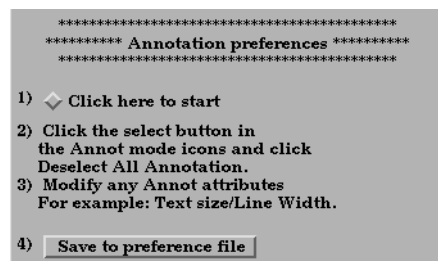 ********************************************
********** Annotation preferences **********
********************************************
1) Click here to start
2) Click the select button in
the Annot mode icons and click
Deselect All Annotation.
3) Modify any Annot attributes
For example: Text size/Line Width.
4) Save to preference file